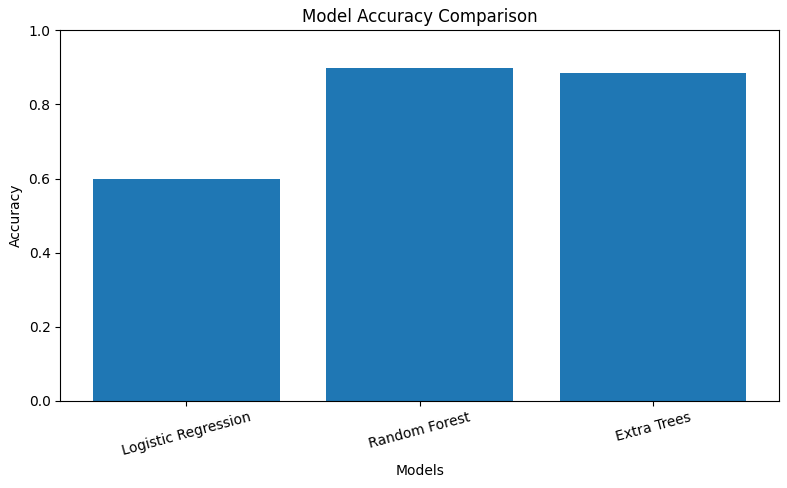 Model Accuracy Comparison
1.0
0.8
0.6
0.4
0.2
0.0
Accuracy
Logistic Regression
Random Forest
Extra Trees
Models